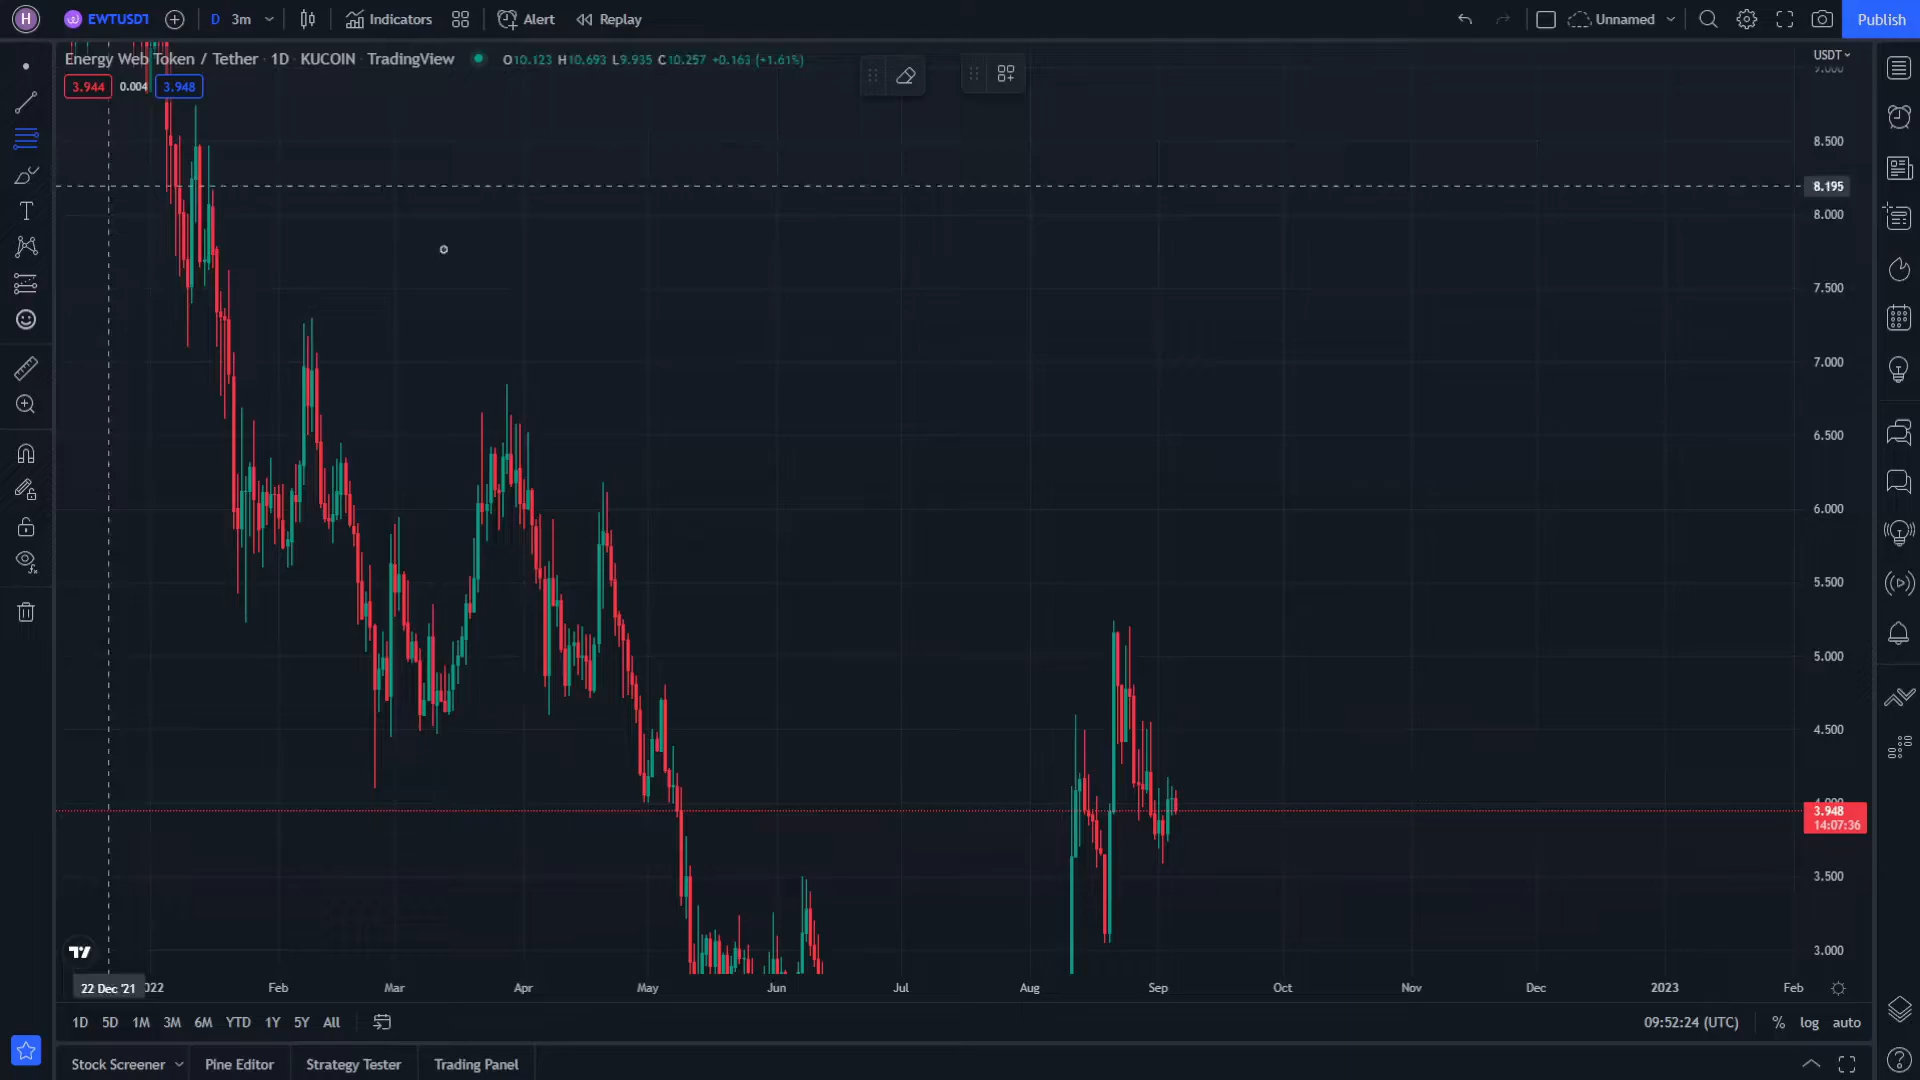 H EWTUSDT D 3m Indicators Alert Replay Unnamed Publish
Energy Web Token / Tether · 1D · KUCOIN · TradingView O10.123 H10.693 L9.935 C10.257 +0.163 (+1.61%) USDT
3.944 0.004 3.948
9.000
8.500
8.195
8.000
7.500
7.000
6.500
6.000
5.500
5.000
4.500
4.000
3.948
14:07:36
3.500
3.000
22 Dec '21 2022 Feb Mar Apr May Jun Jul Aug Sep Oct Nov Dec 2023 Feb
1D 5D 1M 3M 6M YTD 1Y 5Y All 09:52:24 (UTC) % log auto
Stock Screener Pine Editor Strategy Tester Trading Panel